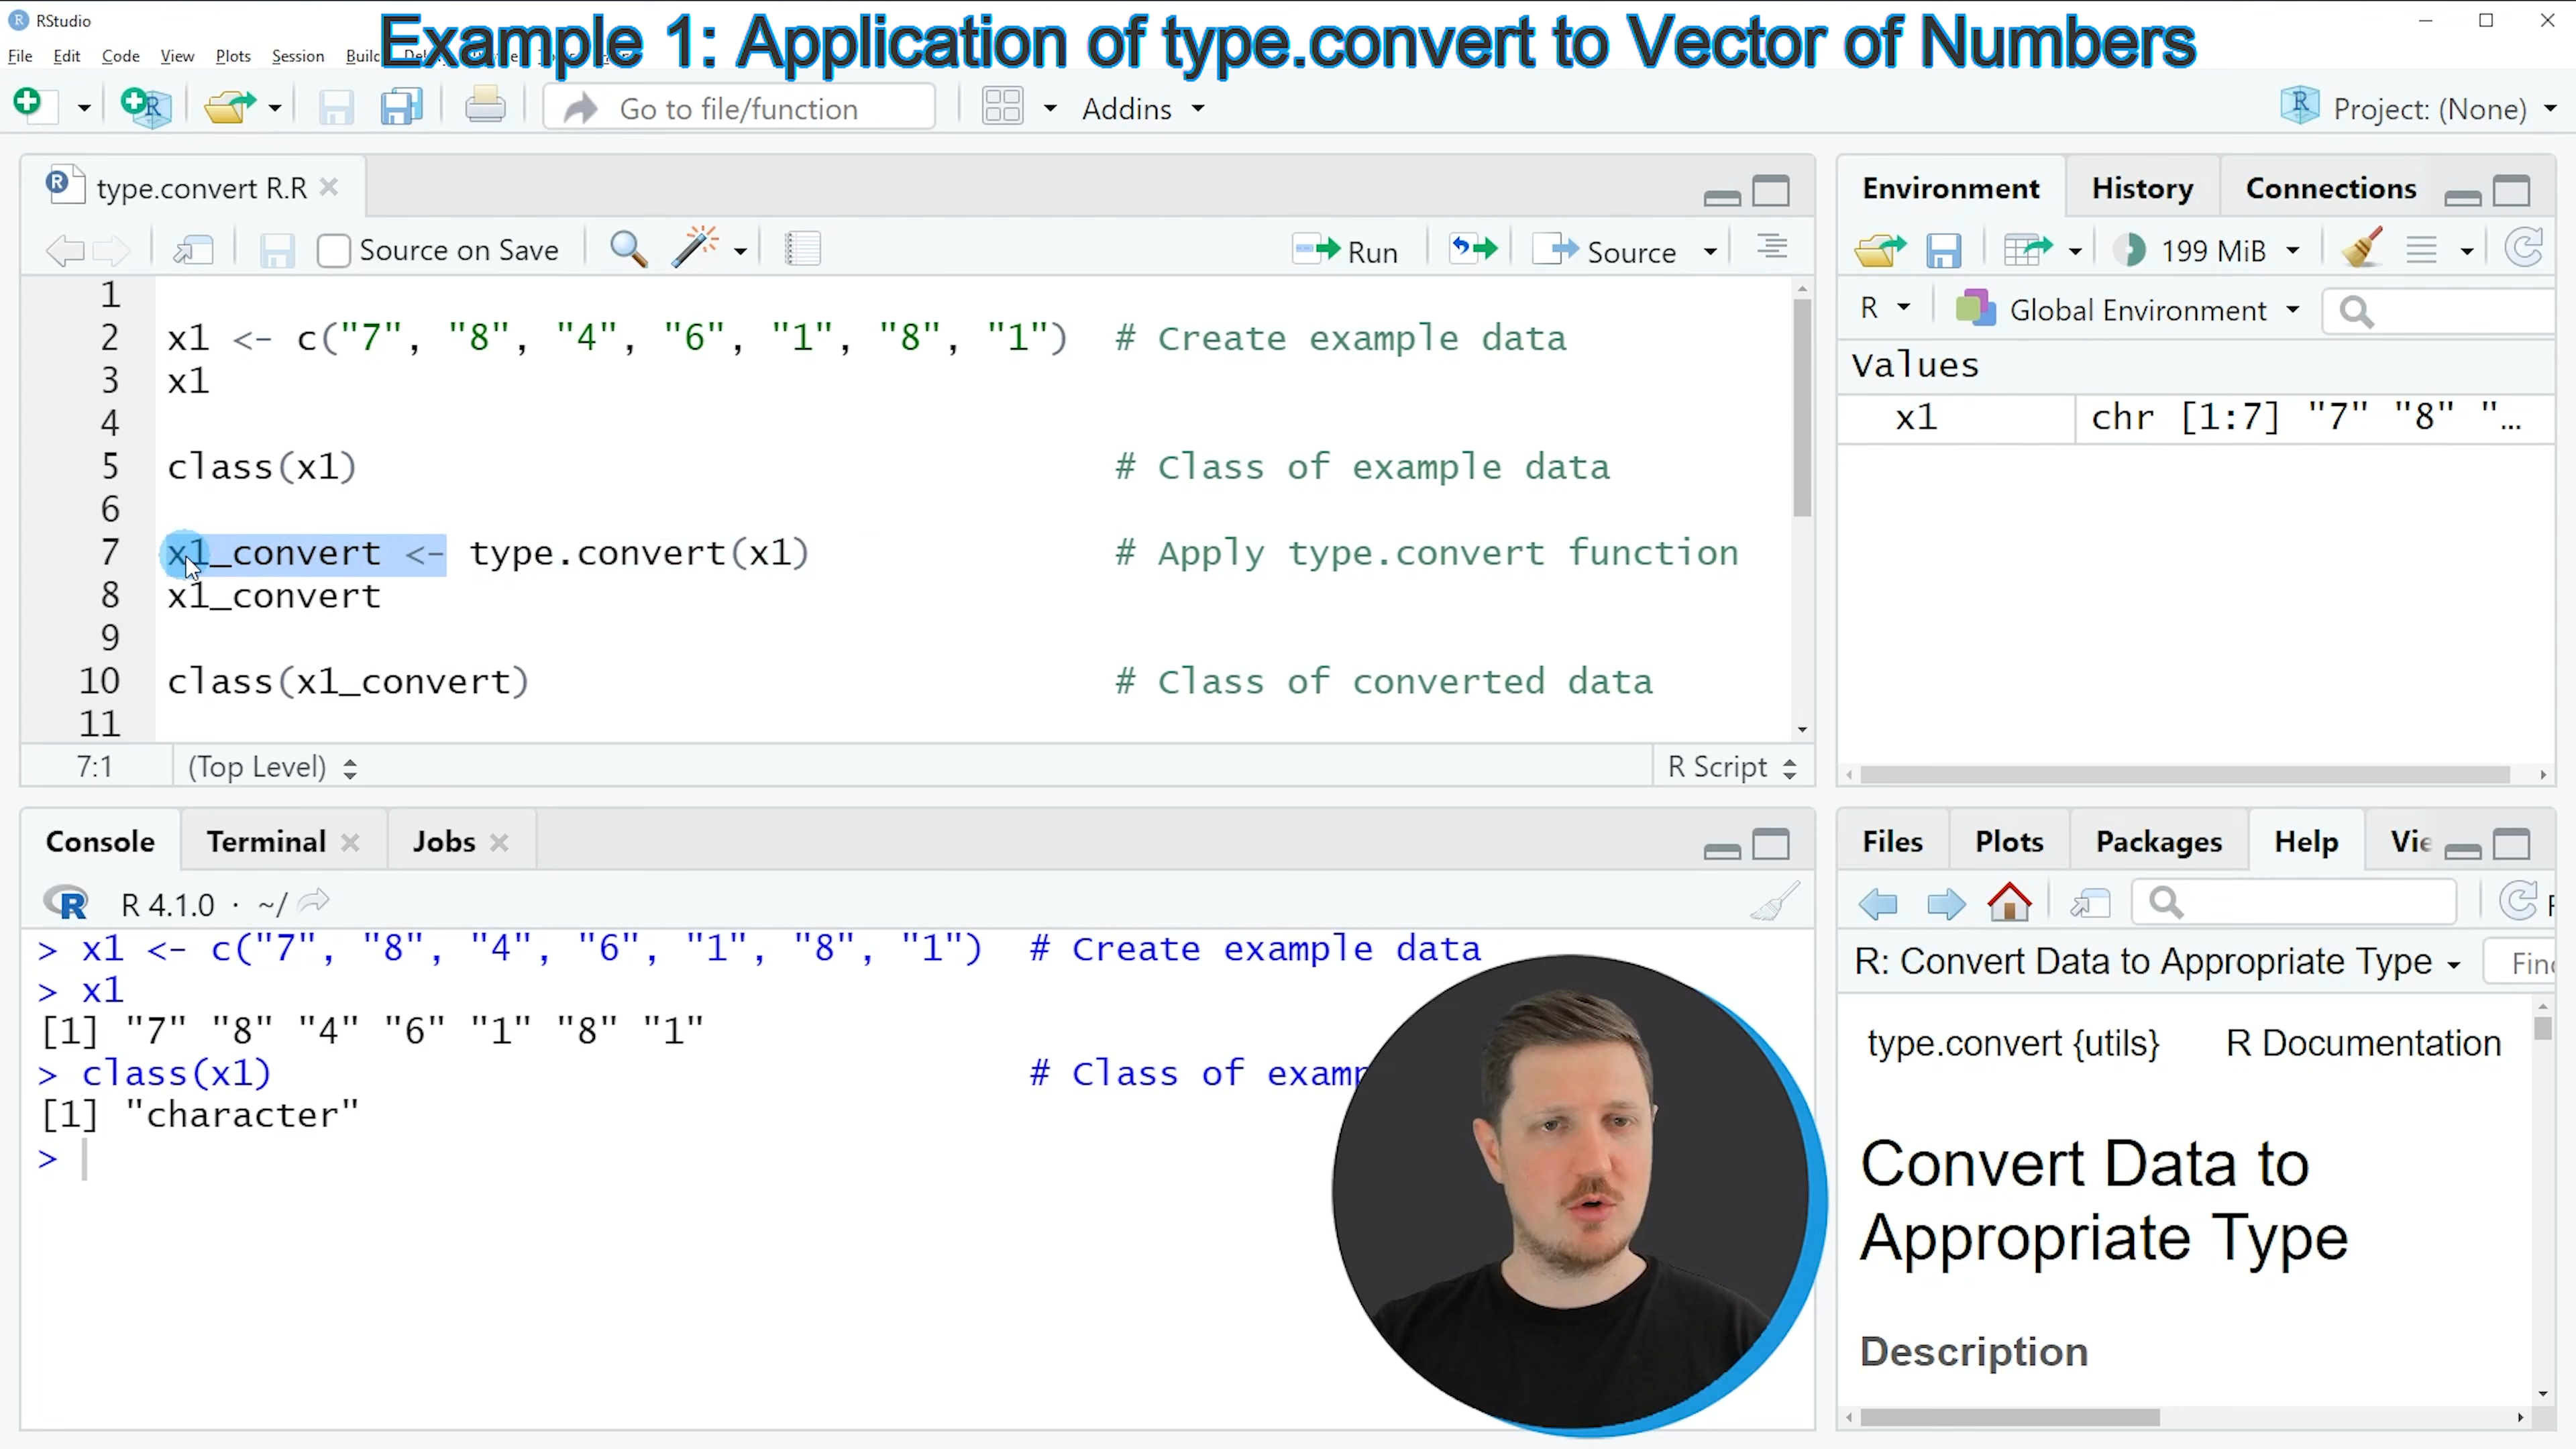 RStudio
Example 1: Application of type.convert to Vector of Numbers
File Edit Code View Plots Session Build
Go to file/function
Addins
Project: (None)
type.convert R.R
Source on Save
Run
Source
1
2 x1 <- c("7", "8", "4", "6", "1", "8", "1") # Create example data
3 x1
4
5 class(x1) # Class of example data
6
7 x1_convert <- type.convert(x1) # Apply type.convert function
8 x1_convert
9
10 class(x1_convert) # Class of converted data
11
7:1 (Top Level) R Script
Environment History Connections
199 MiB
R Global Environment
Values
x1 chr [1:7] "7" "8" "…
Console Terminal Jobs
R 4.1.0 · ~/
> x1 <- c("7", "8", "4", "6", "1", "8", "1") # Create example data
> x1
[1] "7" "8" "4" "6" "1" "8" "1"
> class(x1) # Class of examp
[1] "character"
>
Files Plots Packages Help Vie
R: Convert Data to Appropriate Type Find
type.convert {utils} R Documentation
Convert Data to
Appropriate Type
Description